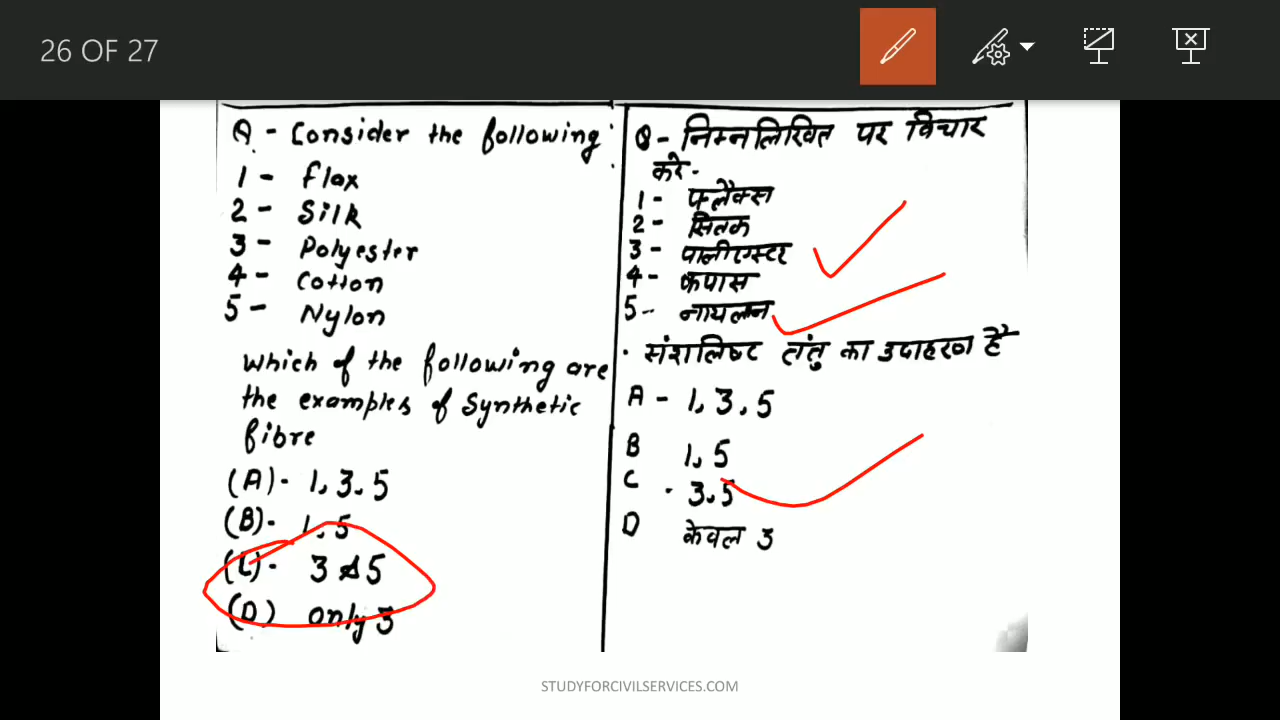 26 OF 27
Q - Consider the following:
1 - Flax
2 - Silk
3 - Polyester
4 - Cotton
5 - Nylon
which of the following are
the examples of Synthetic
fibre
(A)- 1,3.5
(B)- 1,5
(C)- 3 & 5
(D) only 3
Q - निम्नलिखित पर विचार
करे -
1 - फ्लैक्स
2 - सिल्क
3 - पालीएस्टर
4 - कपास
5 - नायलान
संशलिष्ट तंतु का उदाहरण है
A - 1,3,5
B 1,5
C - 3,5
D केवल 3
STUDYFORCIVILSERVICES.COM